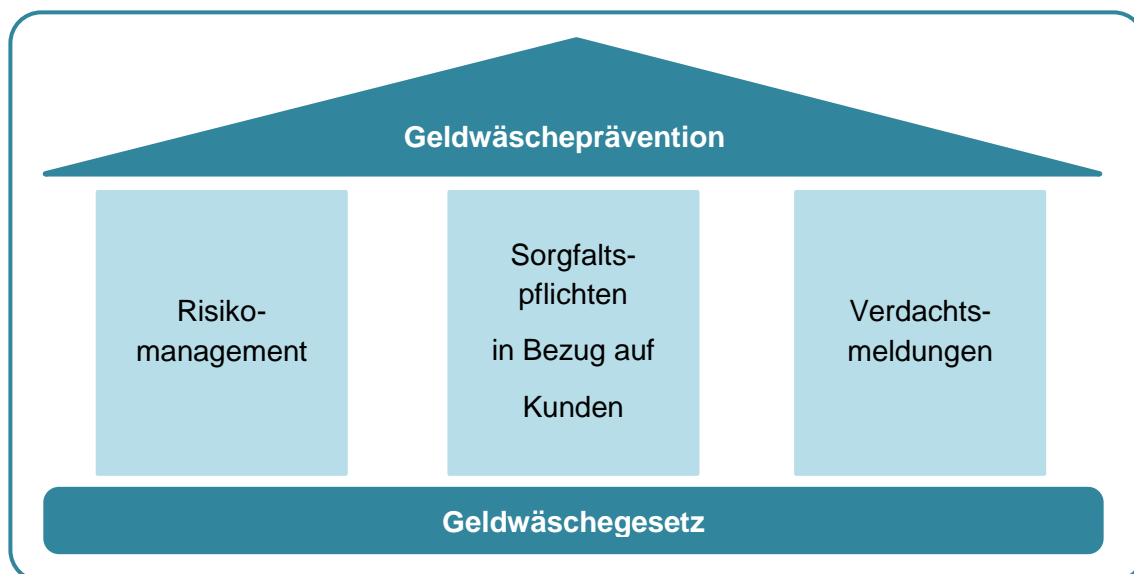 Geldwäscheprävention
Risiko-
management
Sorgfalts-
pflichten
in Bezug auf
Kunden
Verdachts-
meldungen
Geldwäschegesetz